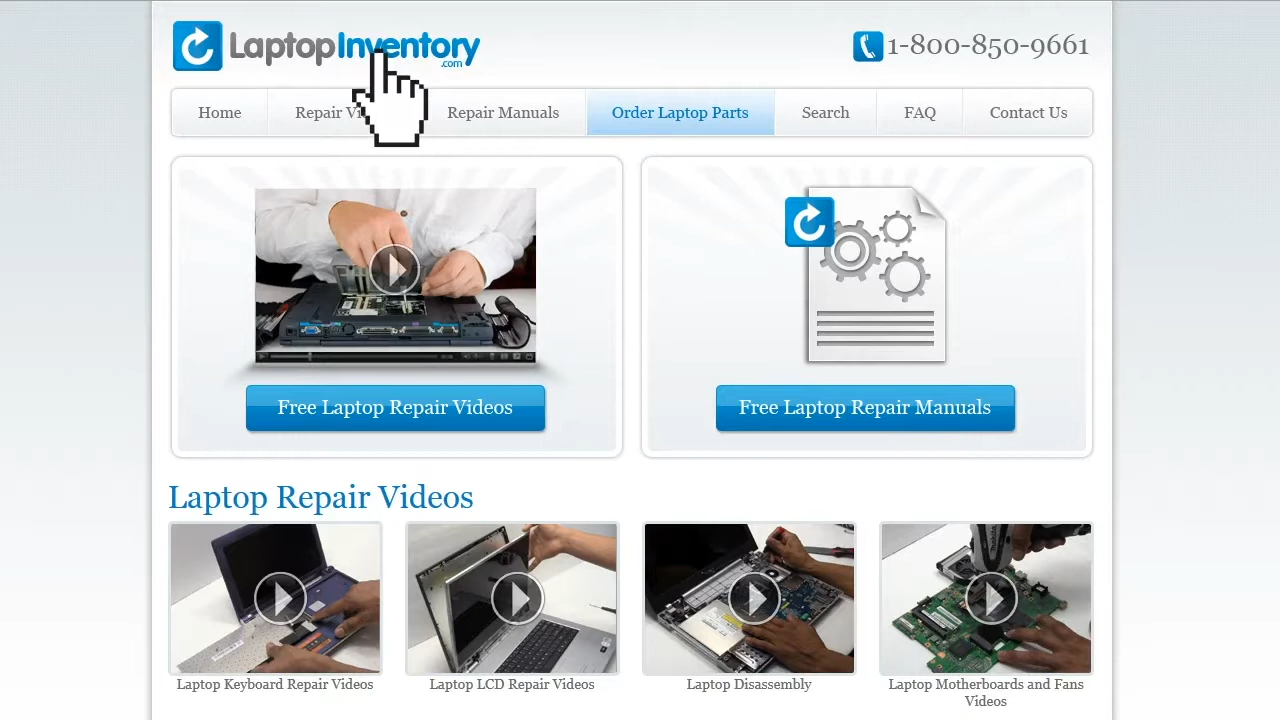 LaptopInventory
.com
1-800-850-9661
Home
Repair Vi
Repair Manuals
Order Laptop Parts
Search
FAQ
Contact Us
Free Laptop Repair Videos
Free Laptop Repair Manuals
Laptop Repair Videos
Laptop Keyboard Repair Videos
Laptop LCD Repair Videos
Laptop Disassembly
Laptop Motherboards and Fans
Videos